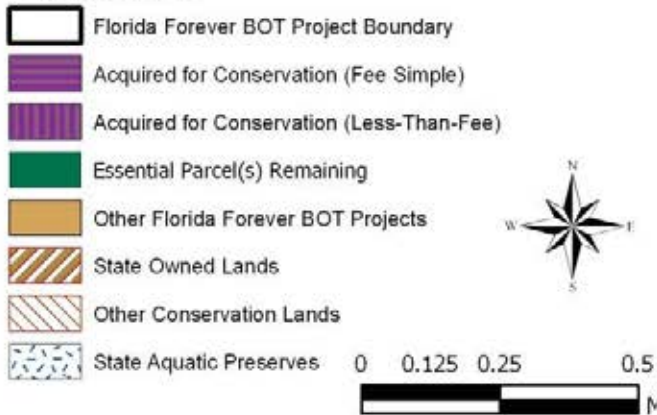 Florida Forever BOT Project Boundary
Acquired for Conservation (Fee Simple)
Acquired for Conservation (Less-Than-Fee)
Essential Parcel(s) Remaining
Other Florida Forever BOT Projects
State Owned Lands
Other Conservation Lands
State Aquatic Preserves
N
W E
S
0 0.125 0.25 0.5
M